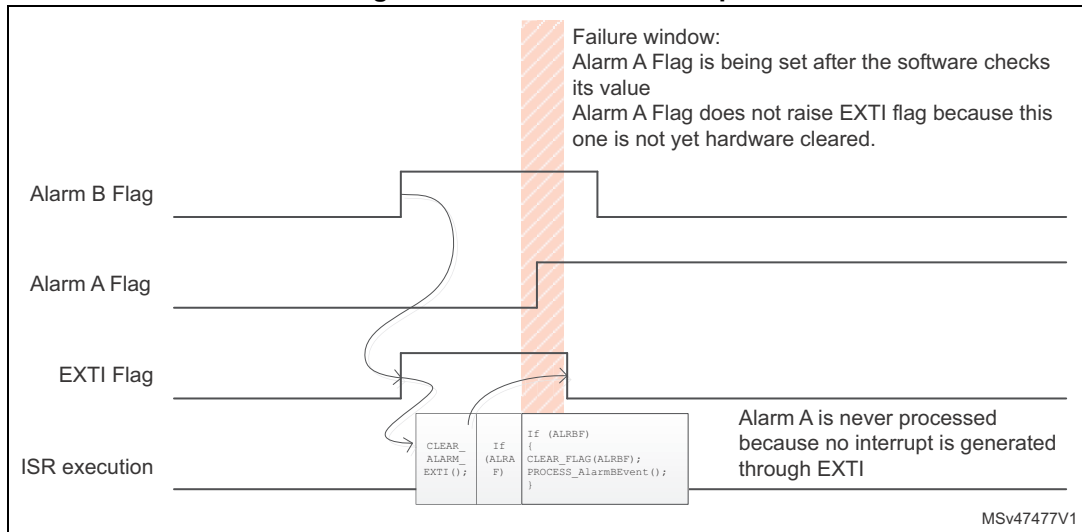 Failure window:
Alarm A Flag is being set after the software checks
its value
Alarm A Flag does not raise EXTI flag because this
one is not yet hardware cleared.
Alarm B Flag
Alarm A Flag
EXTI Flag
ISR execution
CLEAR_
ALARM_
EXTI();
If
(ALRA
F)
If (ALRBF)
{
CLEAR_FLAG(ALRBF);
PROCESS_AlarmBEvent();
}
Alarm A is never processed
because no interrupt is generated
through EXTI
MSv47477V1